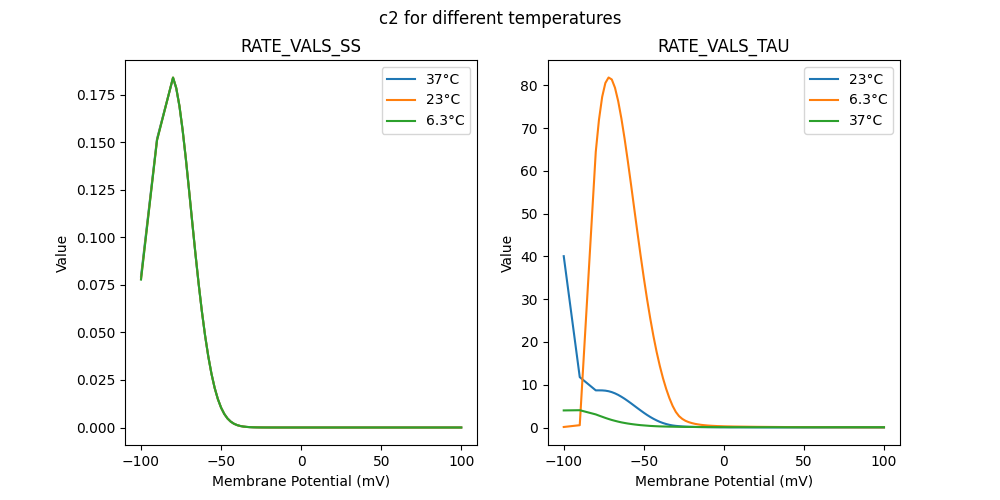 c2 for different temperatures
RATE_VALS_SS
37°C
23°C
6.3°C
0.175
0.150
0.125
0.100
0.075
0.050
0.025
0.000
Value
−100
−50
0
50
100
Membrane Potential (mV)
RATE_VALS_TAU
23°C
6.3°C
37°C
80
70
60
50
40
30
20
10
0
Value
−100
−50
0
50
100
Membrane Potential (mV)